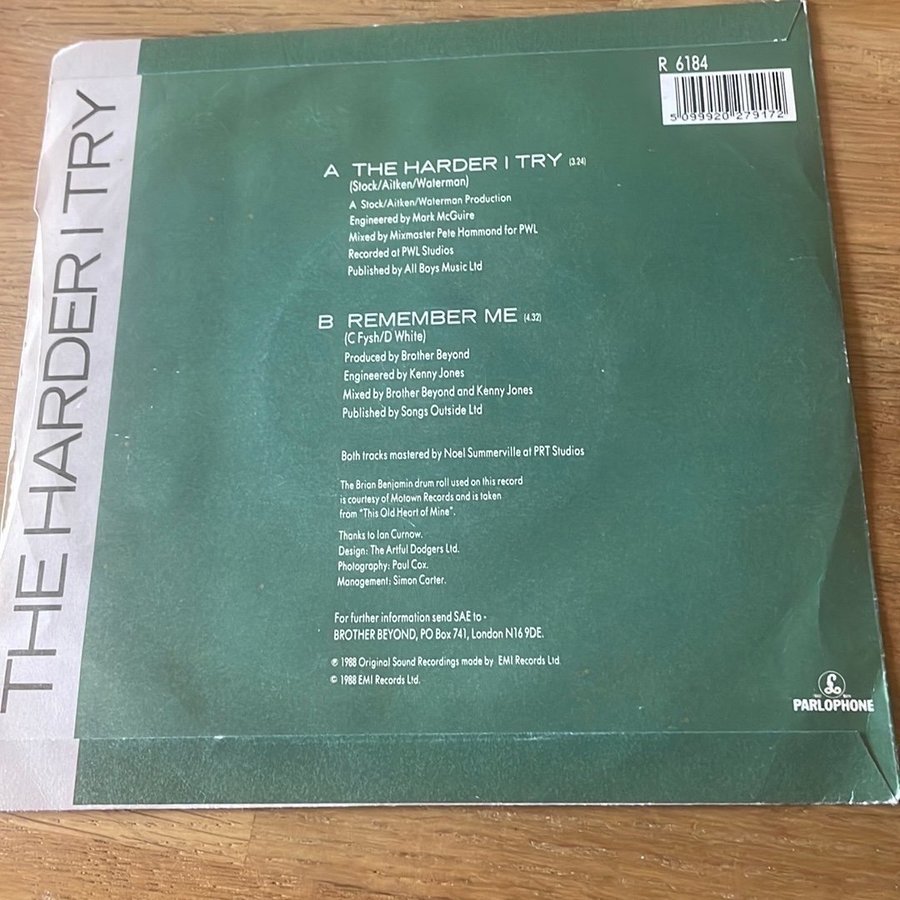 THE HARDER I TRY
R 6184
5 099920 279172
A THE HARDER I TRY (3.24)
(Stock/Aitken/Waterman)
A Stock/Aitken/Waterman Production
Engineered by Mark McGuire
Mixed by Mixmaster Pete Hammond for PWL
Recorded at PWL Studios
Published by All Boys Music Ltd
B REMEMBER ME (4.32)
(C Fysh/D White)
Produced by Brother Beyond
Engineered by Kenny Jones
Mixed by Brother Beyond and Kenny Jones
Published by Songs Outside Ltd
Both tracks mastered by Noel Summerville at PRT Studios
The Brian Benjamin drum roll used on this record
is courtesy of Motown Records and is taken
from "This Old Heart of Mine".
Thanks to Ian Curnow.
Design: The Artful Dodgers Ltd.
Photography: Paul Cox.
Management: Simon Carter.
For further information send SAE to -
BROTHER BEYOND, PO Box 741, London N16 9DE.
℗ 1988 Original Sound Recordings made by EMI Records Ltd
© 1988 EMI Records Ltd.
PARLOPHONE